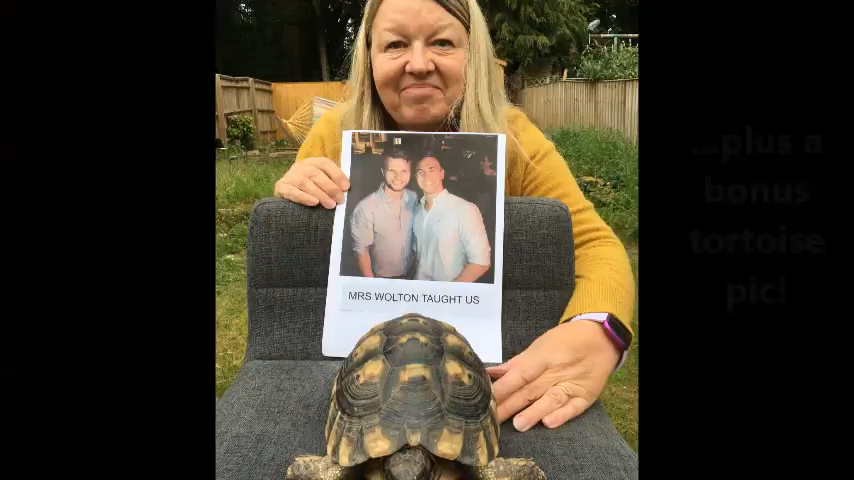 MRS WOLTON TAUGHT US
...plus a
bonus
tortoise
pic!